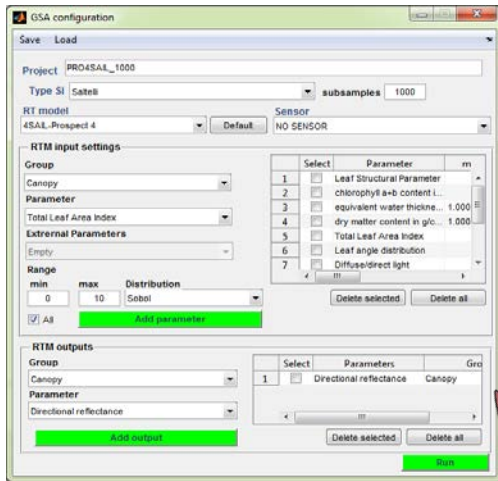 GSA configuration
Save Load
Project PRO4SAIL_1000
Type SI Saltelli subsamples 1000
RT model Sensor
4SAIL-Prospect 4 Default NO SENSOR
RTM input settings
Group
Canopy
Parameter
Total Leaf Area Index
Extrernal Parameters
Empty
Range
min max Distribution
0 10 Sobol
All Add parameter
Select Parameter m
1 Leaf Structural Parameter
2 chlorophyll a+b content i...
3 equivalent water thickne... 1.000
4 dry matter content in g/c... 1.000
5 Total Leaf Area Index
6 Leaf angle distribution
7 Diffuse/direct light
Delete selected Delete all
RTM outputs
Group
Canopy
Parameter
Directional reflectance
Add output
Select Parameters Gro
1 Directional reflectance Canopy
Delete selected Delete all
Run